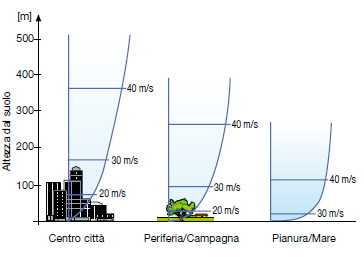 [m]
500
400
300
200
100
Altezza dal suolo
40 m/s
30 m/s
20 m/s
40 m/s
30 m/s
20 m/s
40 m/s
30 m/s
Centro città
Periferia/Campagna
Pianura/Mare